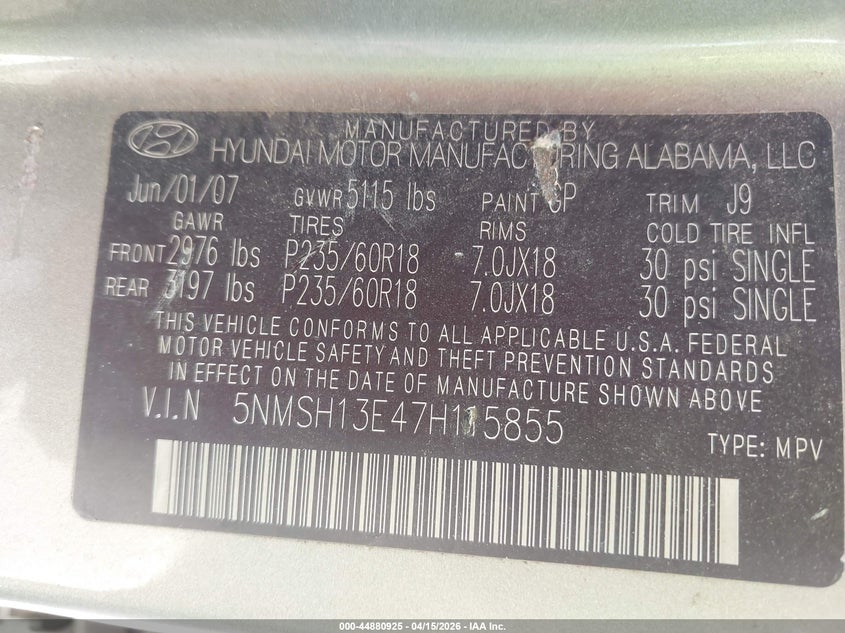 MANUFACTURED BY
HYUNDAI MOTOR MANUFACTURING ALABAMA, LLC
Jun/01/07 GVWR 5115 lbs PAINT TRIM J9
GAWR TIRES RIMS COLD TIRE INFL
FRONT 2976 lbs P235/60R18 7.0JX18 30 psi SINGLE
REAR 3197 lbs P235/60R18 7.0JX18 30 psi SINGLE
THIS VEHICLE CONFORMS TO ALL APPLICABLE U.S.A. FEDERAL
MOTOR VEHICLE SAFETY AND THEFT PREVENTION STANDARDS
IN EFFECT ON THE DATE OF MANUFACTURE SHOWN ABOVE
V.I.N 5NMSH13E47H115855
TYPE: MPV
000-44880925 - 04/15/2026 - IAA Inc.